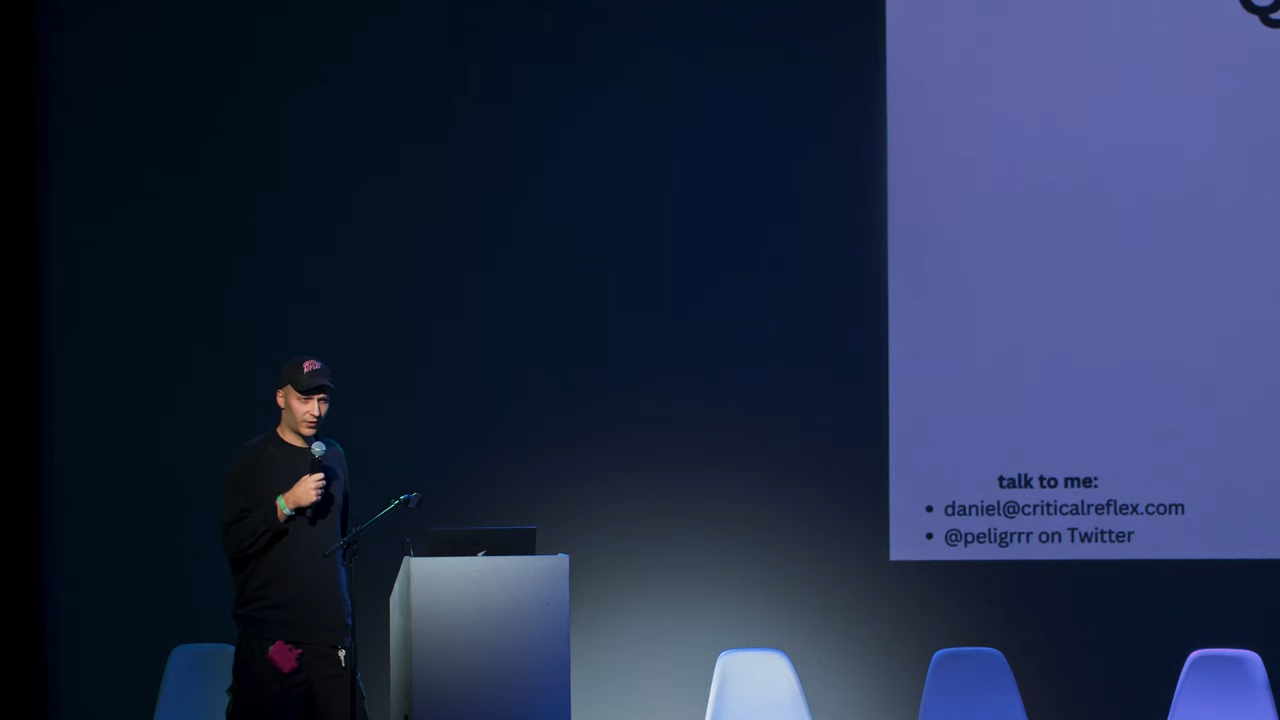 talk to me:
• daniel@criticalreflex.com
• @peligrrr on Twitter